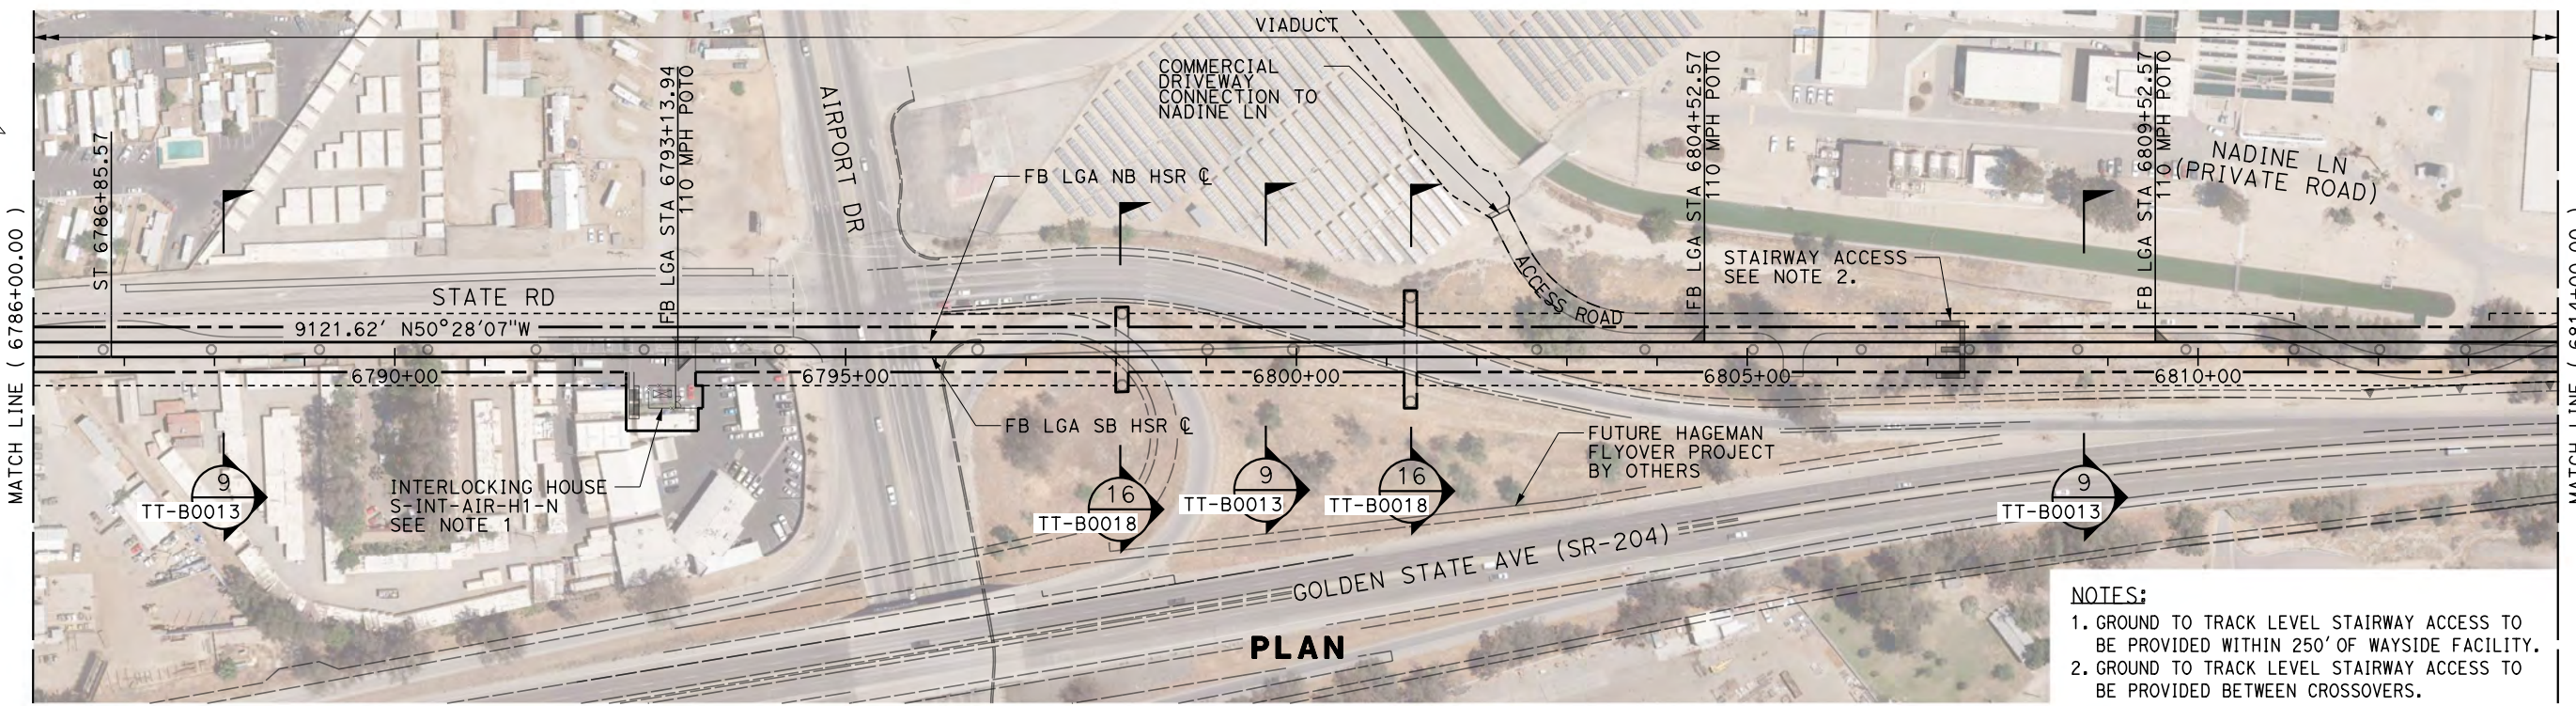 VIADUCT
MATCH LINE ( 6786+00.00 )
ST 6786+85.57
FB LGA STA 6793+13.94
110 MPH POTO
AIRPORT DR
COMMERCIAL
DRIVEWAY
CONNECTION TO
NADINE LN
FB LGA NB HSR ℄
FB LGA STA 6804+52.57
110 MPH POTO
FB LGA STA 6809+52.57
110 MPH POTO
NADINE LN
(PRIVATE ROAD)
STAIRWAY ACCESS
SEE NOTE 2.
ACCESS ROAD
STATE RD
9121.62' N50°28'07"W
6790+00
6795+00
6800+00
6805+00
6810+00
FB LGA SB HSR ℄
FUTURE HAGEMAN
FLYOVER PROJECT
BY OTHERS
INTERLOCKING HOUSE
S-INT-AIR-H1-N
SEE NOTE 1
9
TT-B0013
16
TT-B0018
9
TT-B0013
16
TT-B0018
9
TT-B0013
GOLDEN STATE AVE (SR-204)
PLAN
NOTES:
1. GROUND TO TRACK LEVEL STAIRWAY ACCESS TO
BE PROVIDED WITHIN 250' OF WAYSIDE FACILITY.
2. GROUND TO TRACK LEVEL STAIRWAY ACCESS TO
BE PROVIDED BETWEEN CROSSOVERS.
MATCH LINE ( 6814+00.00 )